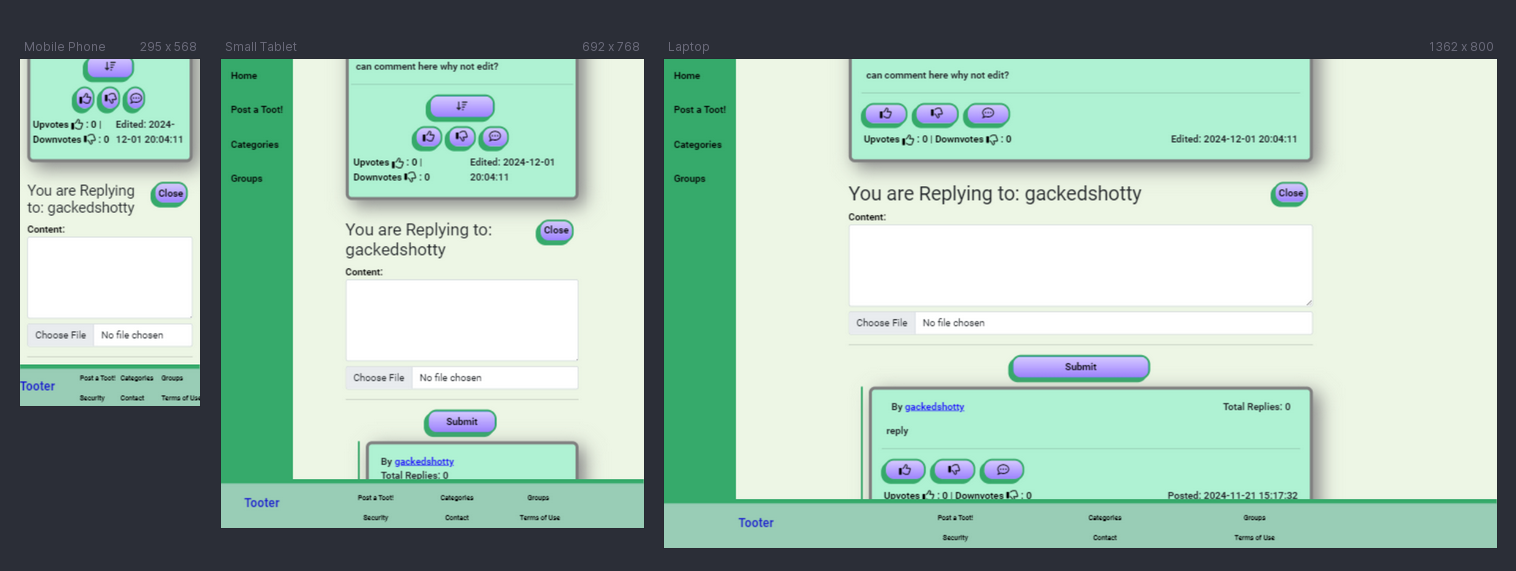 Mobile Phone 295 x 568
Upvotes : 0 | Edited: 2024-
Downvotes : 0 12-01 20:04:11
You are Replying
to: gackedshotty
Close
Content:
Choose File No file chosen
Tooter
Post a Toot! Categories Groups
Security Contact Terms of Use
Small Tablet 692 x 768
Home
Post a Toot!
Categories
Groups
can comment here why not edit?
Upvotes : 0 | Edited: 2024-12-01
Downvotes : 0 20:04:11
You are Replying to:
gackedshotty
Close
Content:
Choose File No file chosen
Submit
By gackedshotty
Total Replies: 0
Tooter
Post a Toot! Categories Groups
Security Contact Terms of Use
Laptop 1362 x 800
Home
Post a Toot!
Categories
Groups
can comment here why not edit?
Upvotes : 0 | Downvotes : 0 Edited: 2024-12-01 20:04:11
You are Replying to: gackedshotty Close
Content:
Choose File No file chosen
Submit
By gackedshotty Total Replies: 0
reply
Upvotes : 0 | Downvotes : 0 Posted: 2024-11-21 15:17:32
Tooter
Post a Toot! Categories Groups
Security Contact Terms of Use